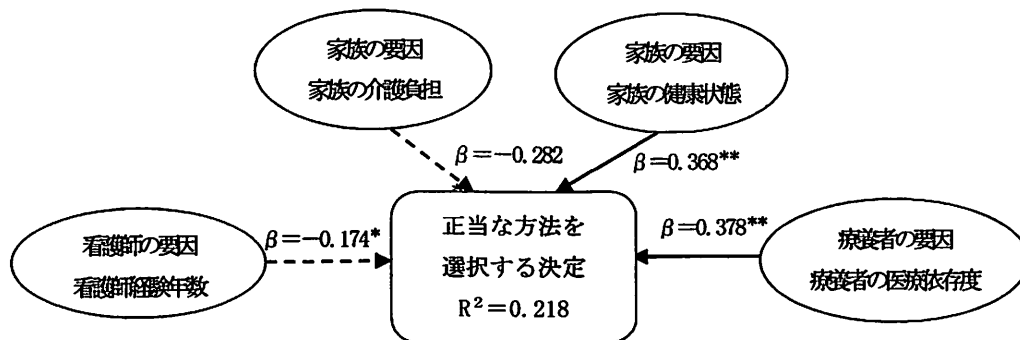 家族の要因
家族の介護負担
家族の要因
家族の健康状態
β=-0.282
β=0.368**
看護師の要因
看護師経験年数
β=-0.174*
正当な方法を
選択する決定
R²=0.218
β=0.378**
療養者の要因
療養者の医療依存度